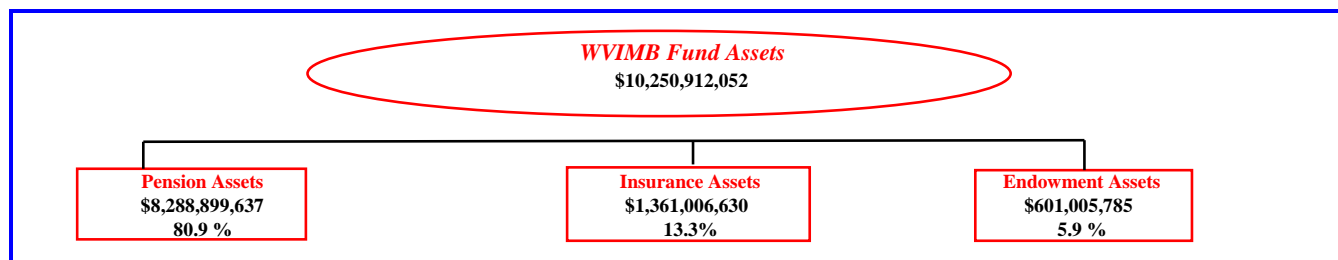 WVIMB Fund Assets
$10,250,912,052
Pension Assets
$8,288,899,637
80.9 %
Insurance Assets
$1,361,006,630
13.3%
Endowment Assets
$601,005,785
5.9 %